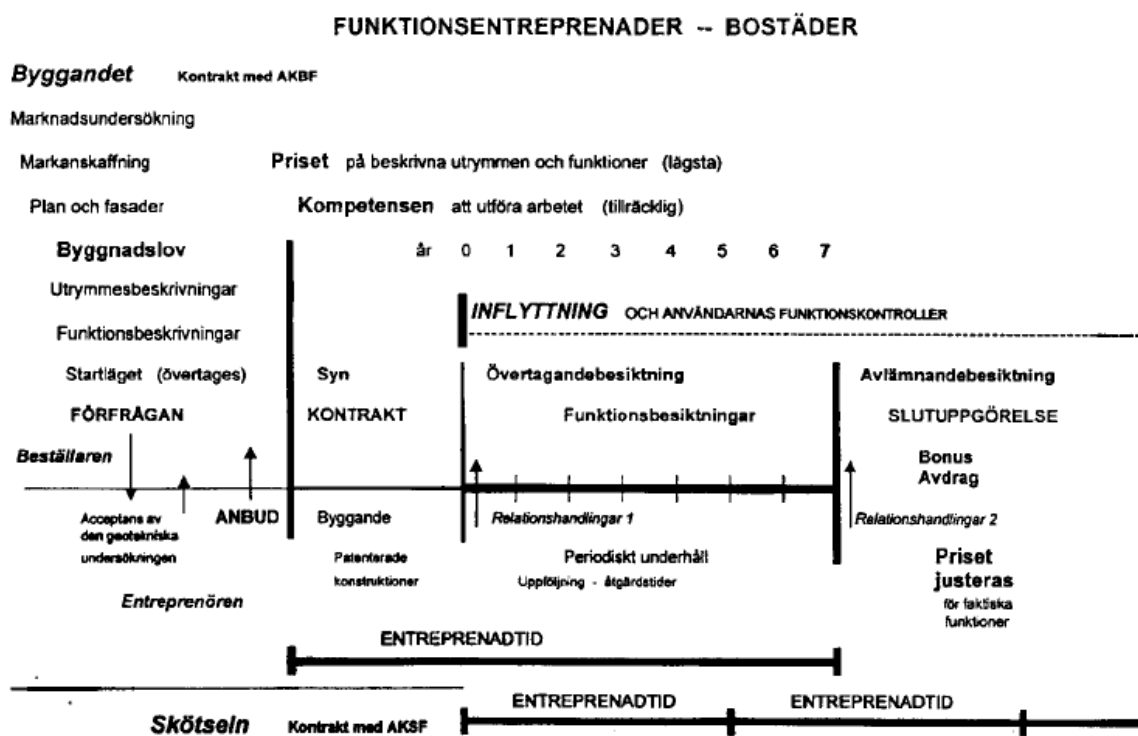 FUNKTIONSENTREPRENADER -- BOSTÄDER
Byggandet Kontrakt med AKBF
Marknadsundersökning
Markanskaffning Priset på beskrivna utrymmen och funktioner (lägsta)
Plan och fasader Kompetensen att utföra arbetet (tillräcklig)
Byggnadslov år 0 1 2 3 4 5 6 7
Utrymmesbeskrivningar
INFLYTTNING OCH ANVÄNDARNAS FUNKTIONSKONTROLLER
Funktionsbeskrivningar
Startläget (övertages) Syn Övertagandebesiktning Avlämnandebesiktning
FÖRFRÅGAN KONTRAKT Funktionsbesiktningar SLUTUPPGÖRELSE
Beställaren Bonus
Avdrag
Acceptans av ANBUD Byggande Relationshandlingar 1 Relationshandlingar 2
den geotekniska
undersökningen Patenterade Periodiskt underhåll Priset
konstruktioner Uppföljning - åtgärdstider justeras
Entreprenören för faktiska
funktioner
ENTREPRENADTID
ENTREPRENADTID ENTREPRENADTID
Skötseln Kontrakt med AKSF